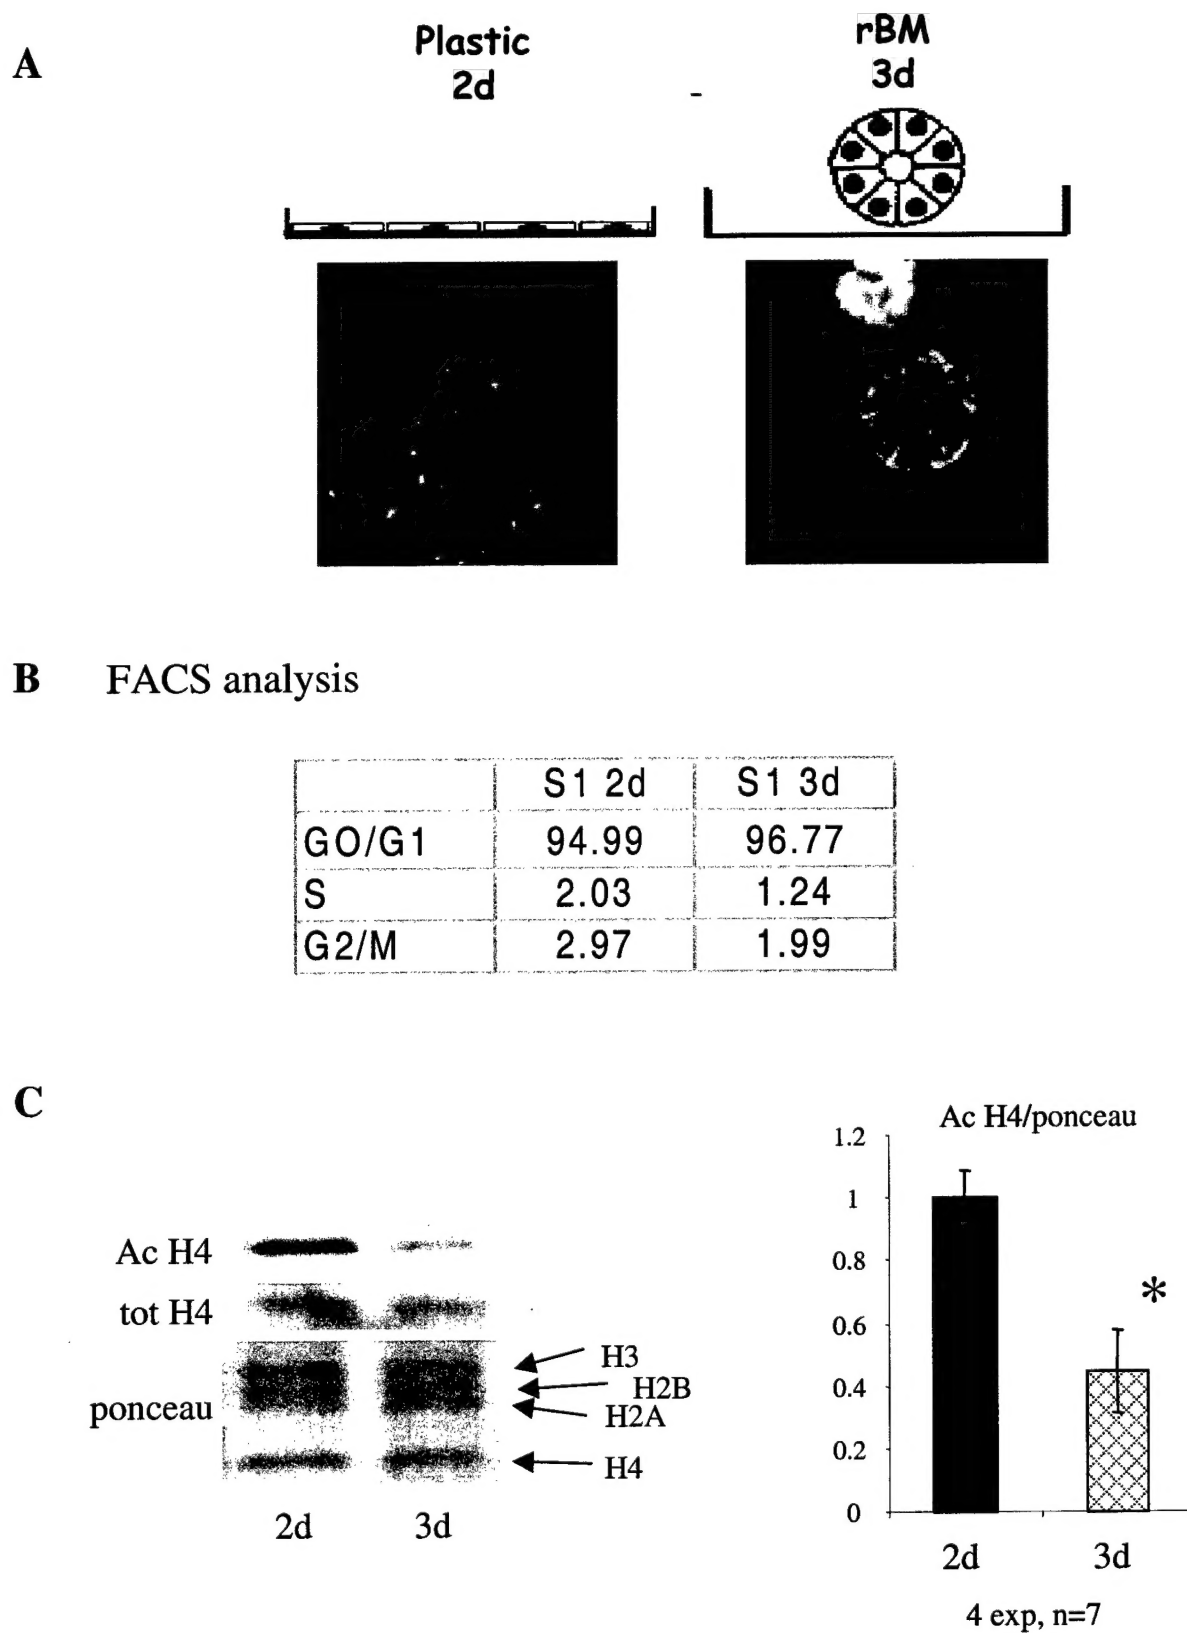 A
Plastic
2d
-
rBM
3d
B FACS analysis
S1 2d S1 3d
GO/G1 94.99 96.77
S 2.03 1.24
G2/M 2.97 1.99
C
Ac H4
tot H4
ponceau
H3
H2B
H2A
H4
2d 3d
Ac H4/ponceau
1.2
1
0.8
0.6
0.4
0.2
0
*
2d 3d
4 exp, n=7